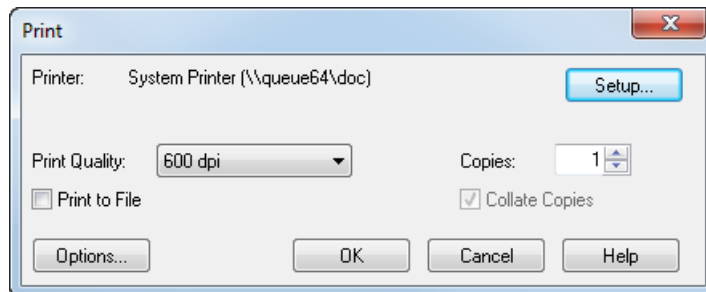 Print
Printer: System Printer (\\queue64\doc)
Setup...
Print Quality: 600 dpi Copies: 1
Print to File Collate Copies
Options... OK Cancel Help